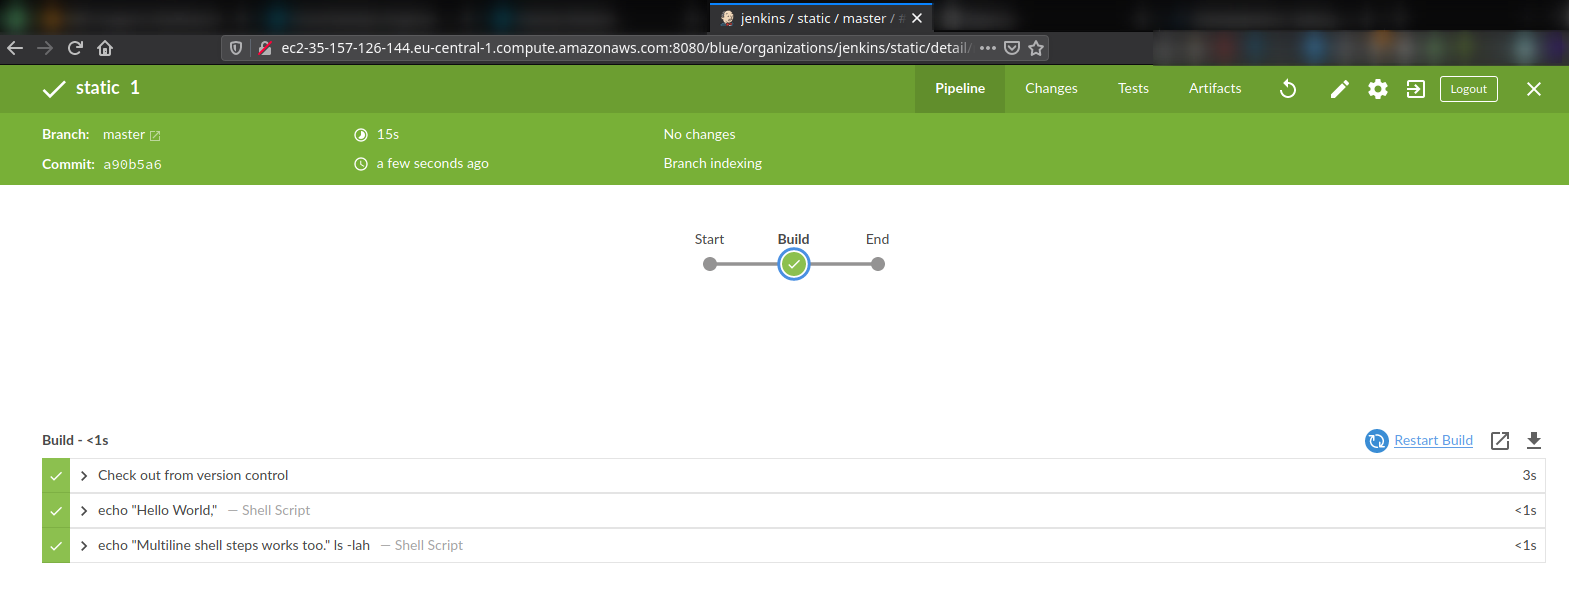 jenkins / static / master / #
ec2-35-157-126-144.eu-central-1.compute.amazonaws.com:8080/blue/organizations/jenkins/static/detail/
static 1
Pipeline
Changes
Tests
Artifacts
Logout
Branch: master
15s
No changes
Commit: a90b5a6
a few seconds ago
Branch indexing
Start
Build
End
Build - <1s
Restart Build
Check out from version control
3s
echo "Hello World," — Shell Script
<1s
echo "Multiline shell steps works too." ls -lah — Shell Script
<1s